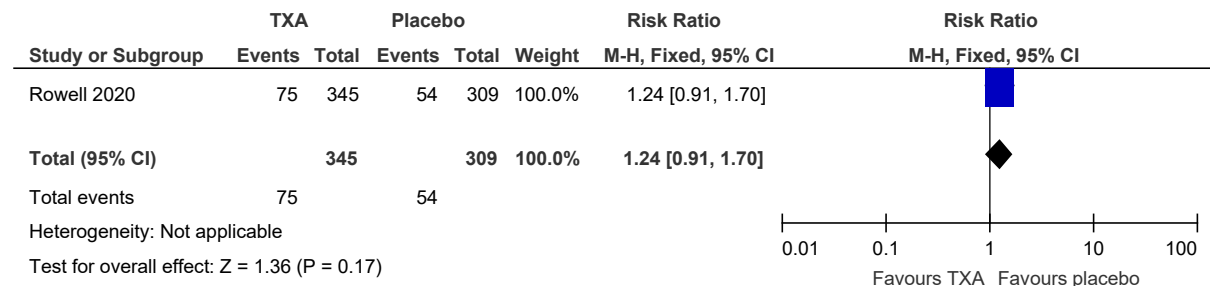 TXA Placebo Risk Ratio Risk Ratio
Study or Subgroup Events Total Events Total Weight M-H, Fixed, 95% CI M-H, Fixed, 95% CI
Rowell 2020 75 345 54 309 100.0% 1.24 [0.91, 1.70]
Total (95% CI) 345 309 100.0% 1.24 [0.91, 1.70]
Total events 75 54
Heterogeneity: Not applicable
Test for overall effect: Z = 1.36 (P = 0.17)
0.01 0.1 1 10 100
Favours TXA Favours placebo